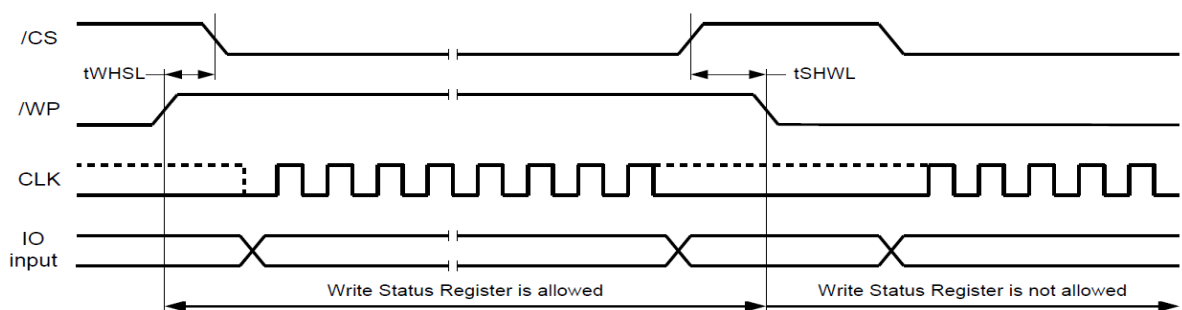 /CS
tWHSL
tSHWL
/WP
CLK
IO
input
Write Status Register is allowed
Write Status Register is not allowed